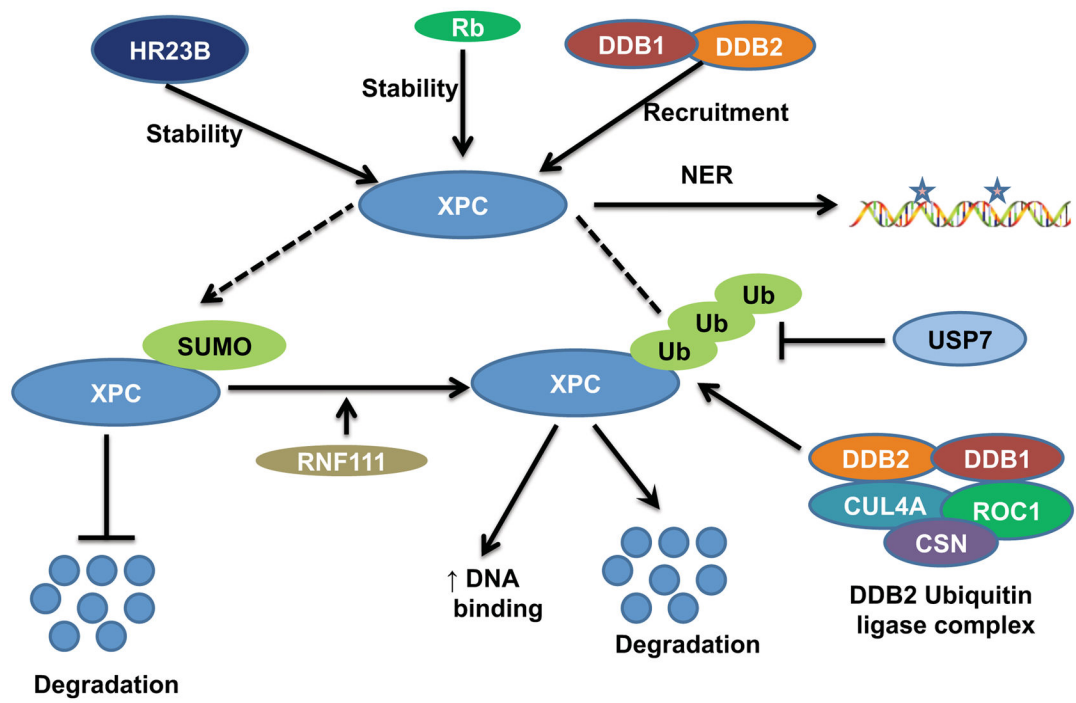 HR23B
Rb
DDB1
DDB2
Stability
Stability
Recruitment
XPC
NER
SUMO
XPC
Ub
Ub
Ub
XPC
USP7
RNF111
DDB2
DDB1
CUL4A
ROC1
CSN
↑ DNA
binding
Degradation
DDB2 Ubiquitin
ligase complex
Degradation